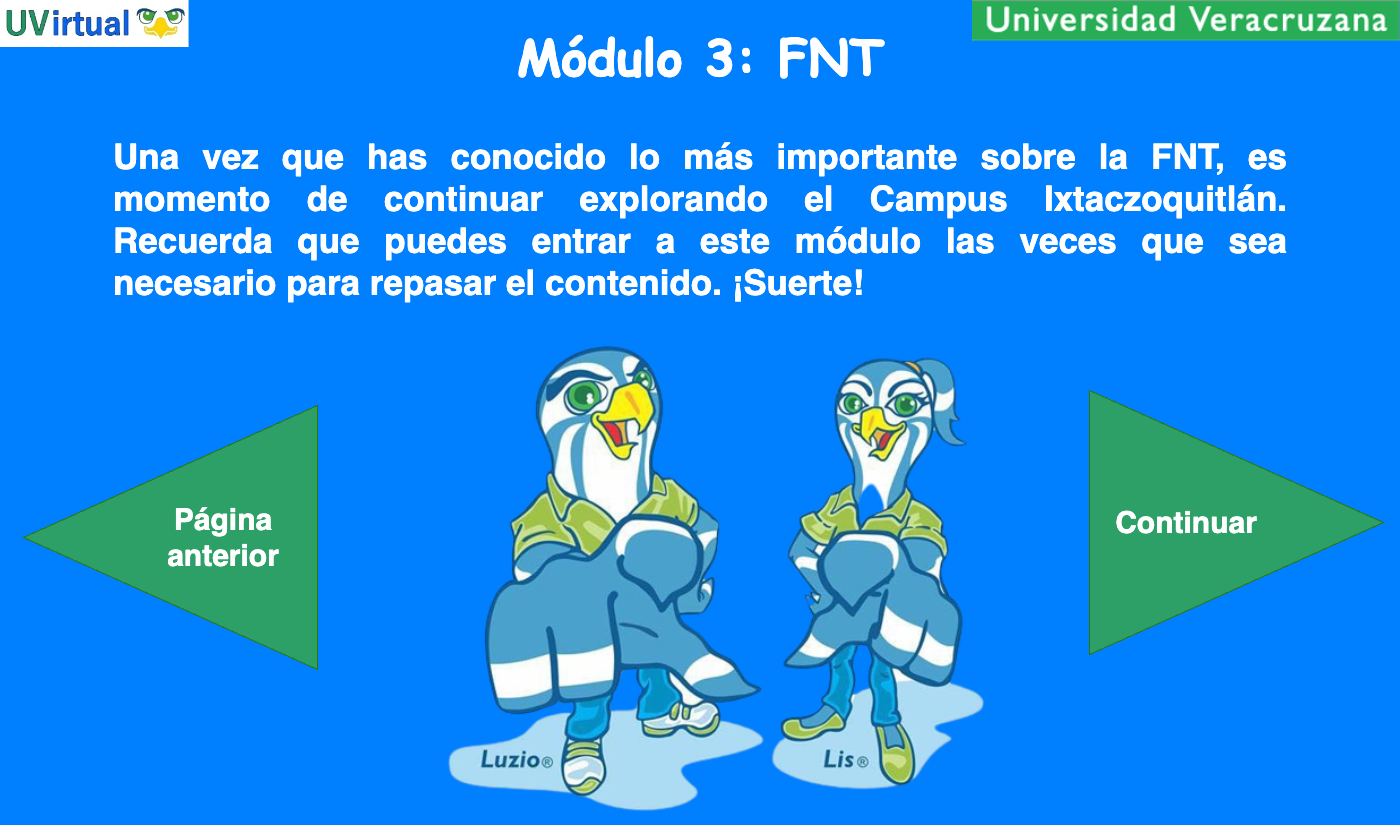 UVirtual
Universidad Veracruzana
Módulo 3: FNT
Una vez que has conocido lo más importante sobre la FNT, es
momento de continuar explorando el Campus Ixtaczoquitlán.
Recuerda que puedes entrar a este módulo las veces que sea
necesario para repasar el contenido. ¡Suerte!
Página
anterior
Continuar
Luzio®
Lis®